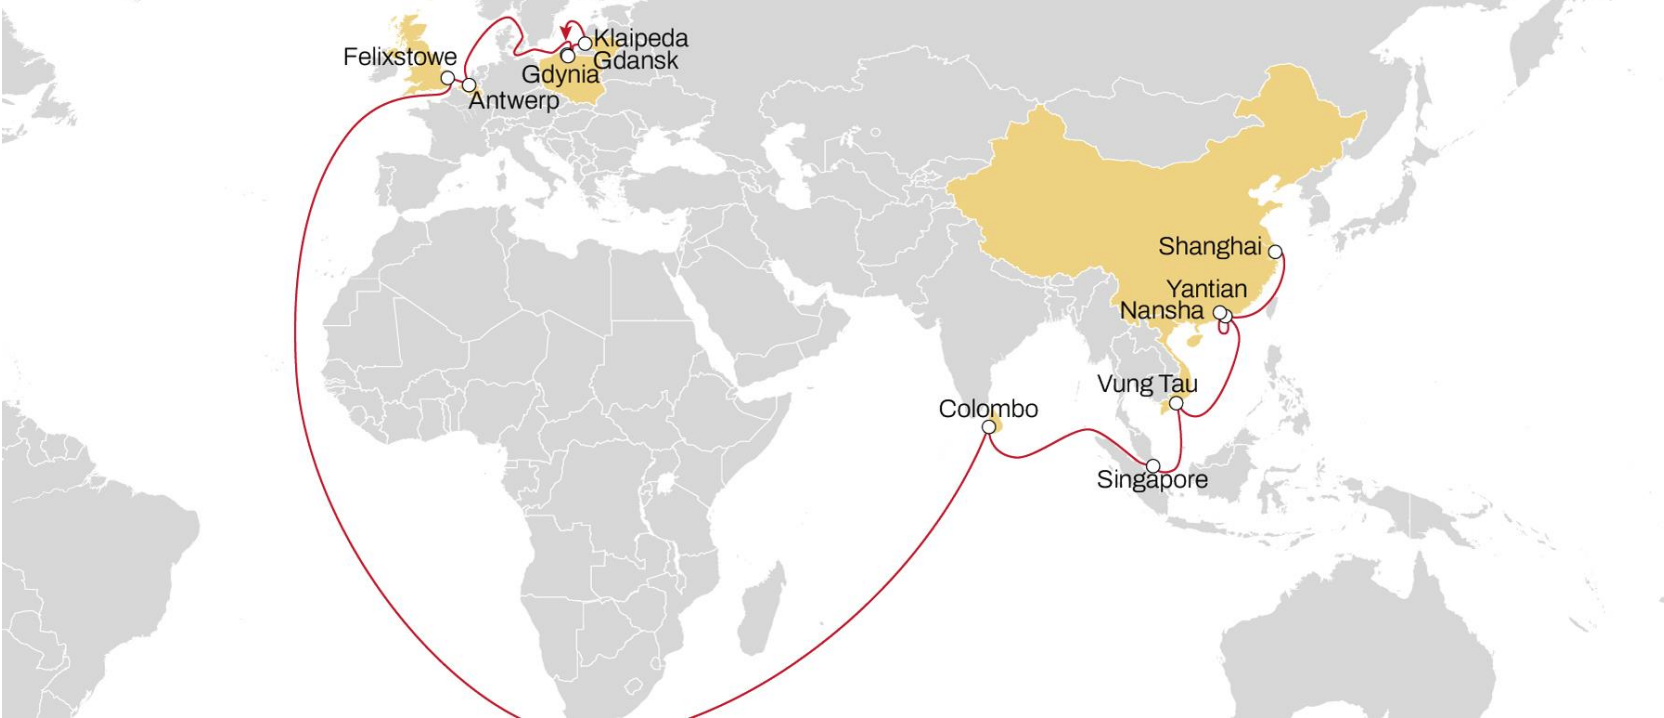 Klaipeda
Felixstowe
Gdansk
Gdynia
Antwerp
Shanghai
Yantian
Nansha
Vung Tau
Colombo
Singapore